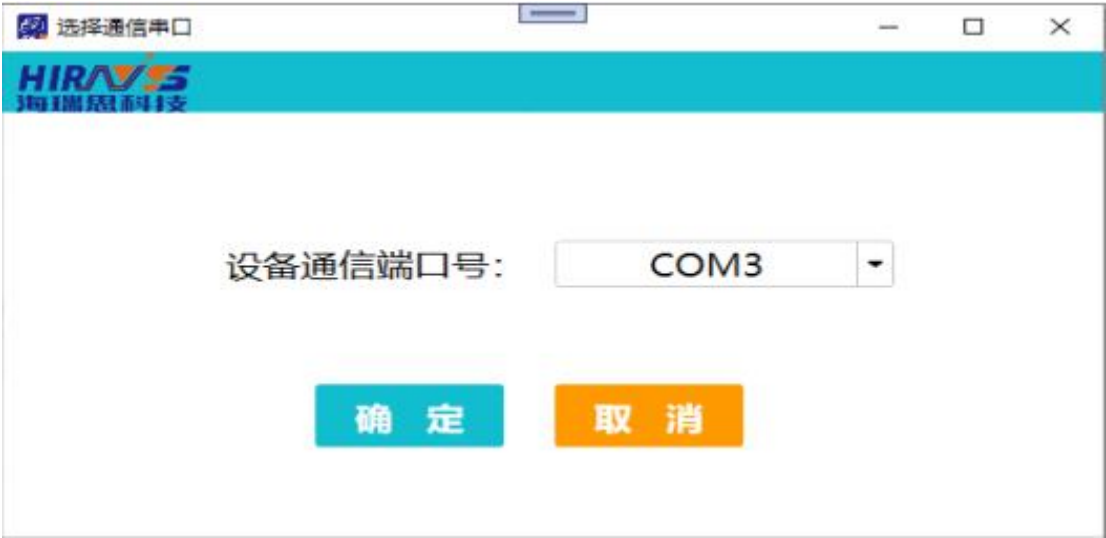 选择通信串口
HIRAYS
海瑞思科技
设备通信端口号：
COM3
确 定
取 消